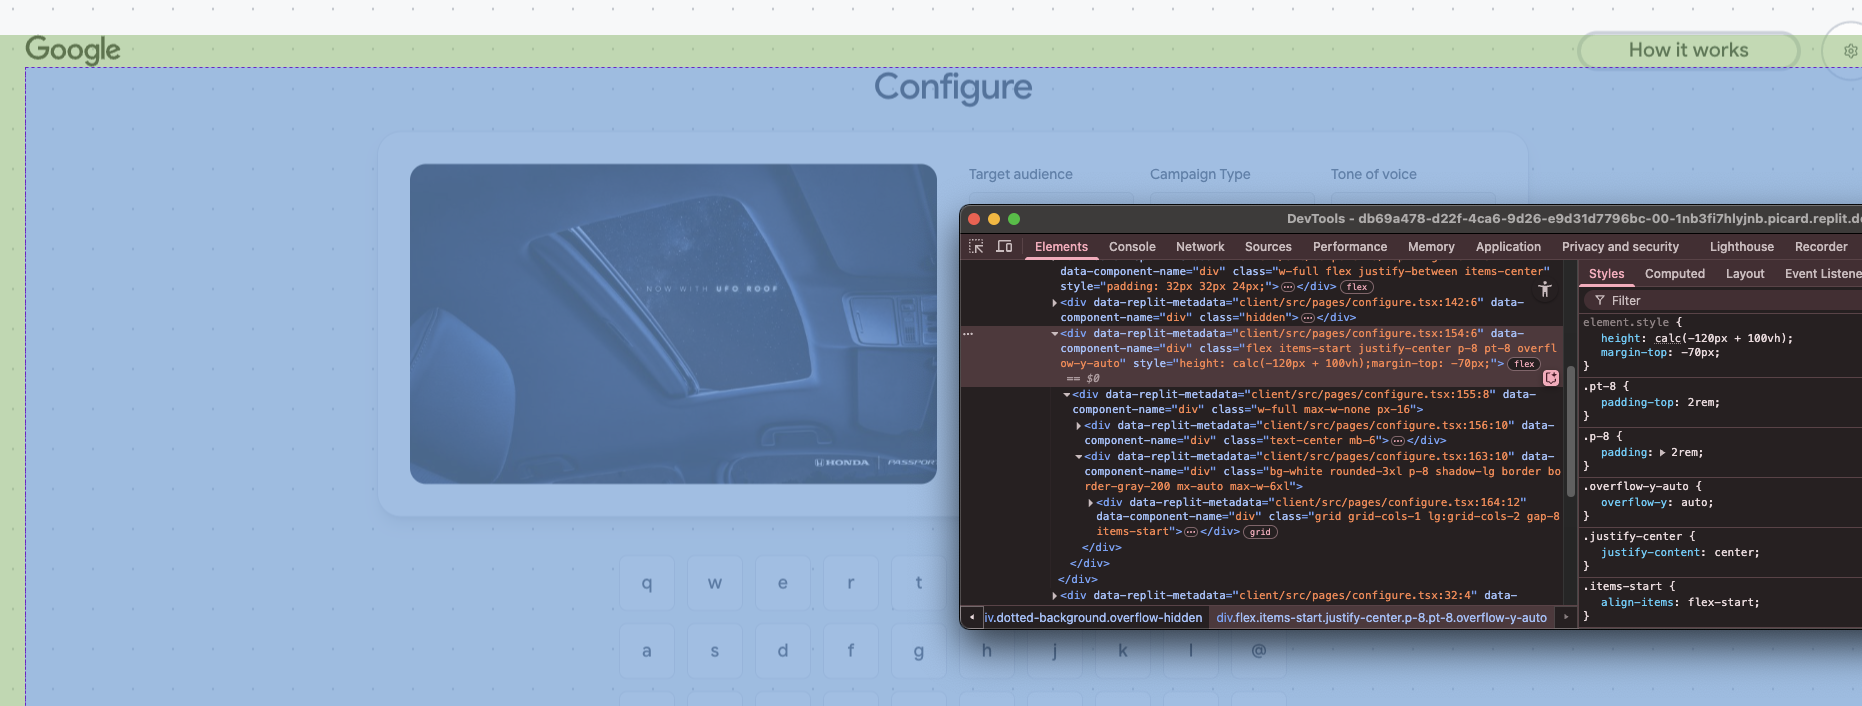 Google
How it works
Configure
Target audience
Campaign Type
Tone of voice
NOW WITH UFO ROOF
HONDA | PASSPORT
q w e r t
a s d f g h j k l @
DevTools - db69a478-d22f-4ca6-9d26-e9d31d7796bc-00-1nb3fi7hlyjnb.picard.replit.de
Elements Console Network Sources Performance Memory Application Privacy and security Lighthouse Recorder
data-component-name="div" class="w-full flex justify-between items-center"
style="padding: 32px 32px 24px;">⋯</div> flex
▸<div data-replit-metadata="client/src/pages/configure.tsx:142:6" data-
component-name="div" class="hidden">⋯</div>
▾<div data-replit-metadata="client/src/pages/configure.tsx:154:6" data-
component-name="div" class="flex items-start justify-center p-8 pt-8 overfl
ow-y-auto" style="height: calc(-120px + 100vh);margin-top: -70px;"> flex
== $0
▾<div data-replit-metadata="client/src/pages/configure.tsx:155:8" data-
component-name="div" class="w-full max-w-none px-16">
▸<div data-replit-metadata="client/src/pages/configure.tsx:156:10" data-
component-name="div" class="text-center mb-6">⋯</div>
▾<div data-replit-metadata="client/src/pages/configure.tsx:163:10" data-
component-name="div" class="bg-white rounded-3xl p-8 shadow-lg border bo
rder-gray-200 mx-auto max-w-6xl">
▸<div data-replit-metadata="client/src/pages/configure.tsx:164:12"
data-component-name="div" class="grid grid-cols-1 lg:grid-cols-2 gap-8
items-start">⋯</div> grid
</div>
</div>
</div>
▸<div data-replit-metadata="client/src/pages/configure.tsx:32:4" data-
iv.dotted-background.overflow-hidden div.flex.items-start.justify-center.p-8.pt-8.overflow-y-auto
Styles Computed Layout Event Listene
Filter
element.style {
height: calc(-120px + 100vh);
margin-top: -70px;
}
.pt-8 {
padding-top: 2rem;
}
.p-8 {
padding: ▸ 2rem;
}
.overflow-y-auto {
overflow-y: auto;
}
.justify-center {
justify-content: center;
}
.items-start {
align-items: flex-start;
}